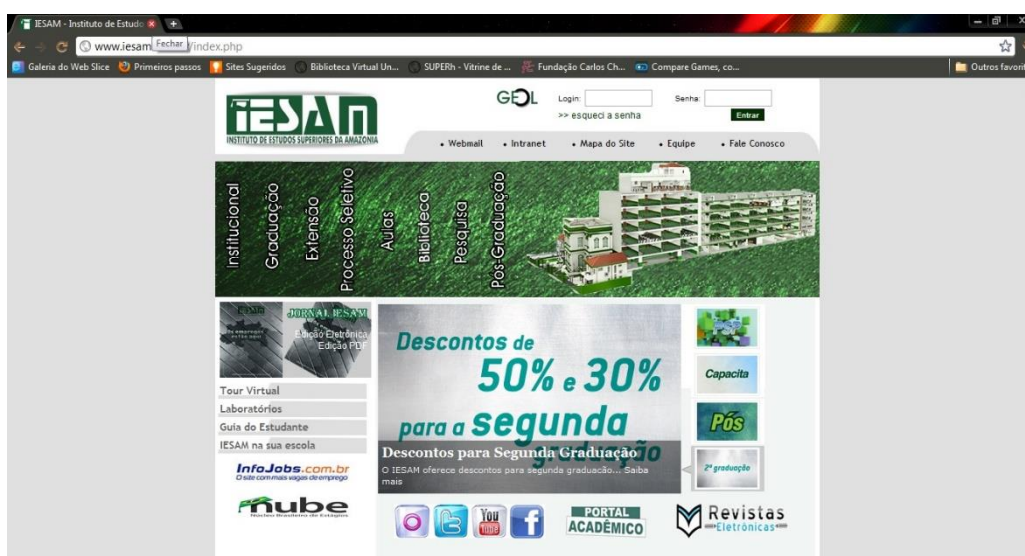 IESAM - Instituto de Estudo
www.iesam
Fechar
/index.php
Galeria do Web Slice
Primeiros passos
Sites Sugeridos
Biblioteca Virtual Un...
SUPERh - Vitrine de ...
Fundação Carlos Ch...
Compare Games, co...
Outros favorit
IESAM
INSTITUTO DE ESTUDOS SUPERIORES DA AMAZONIA
GEOL
Login:
Senha:
>> esqueci a senha
Entrar
• Webmail
• Intranet
• Mapa do Site
• Equipe
• Fale Conosco
Institucional
Graduação
Extensão
Processo Seletivo
Aulas
Biblioteca
Pesquisa
Pós-Graduação
JORNAL IESAM
Edição Eletrônica
Edição PDF
Tour Virtual
Laboratórios
Guia do Estudante
IESAM na sua escola
InfoJobs.com.br
O site com mais vagas de emprego
nube
Núcleo Brasileiro de Estágios
Descontos de
50% e 30%
para a segunda
graduação
Descontos para Segunda Graduação
O IESAM oferece descontos para segunda graduacão... Saiba
mais
Capacita
Pós
2ª graduação
You
Tube
PORTAL
ACADÊMICO
Revistas
Eletrônicas